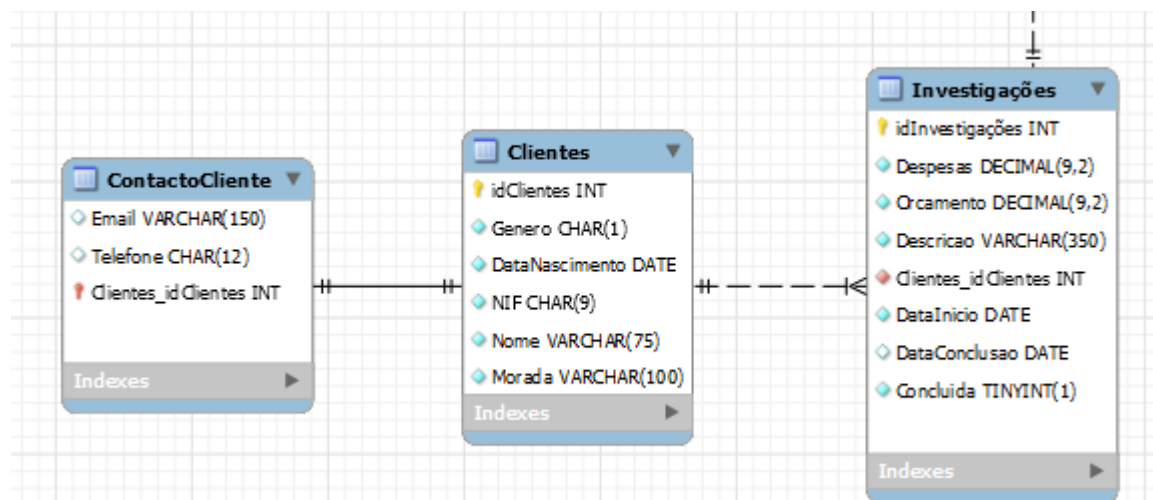 ContactoCliente
Email VARCHAR(150)
Telefone CHAR(12)
Clientes_idClientes INT
Indexes
Clientes
idClientes INT
Genero CHAR(1)
DataNascimento DATE
NIF CHAR(9)
Nome VARCHAR(75)
Morada VARCHAR(100)
Indexes
Investigações
idInvestigações INT
Despesas DECIMAL(9,2)
Orcamento DECIMAL(9,2)
Descricao VARCHAR(350)
Clientes_idClientes INT
DataInicio DATE
DataConclusao DATE
Concluida TINYINT(1)
Indexes